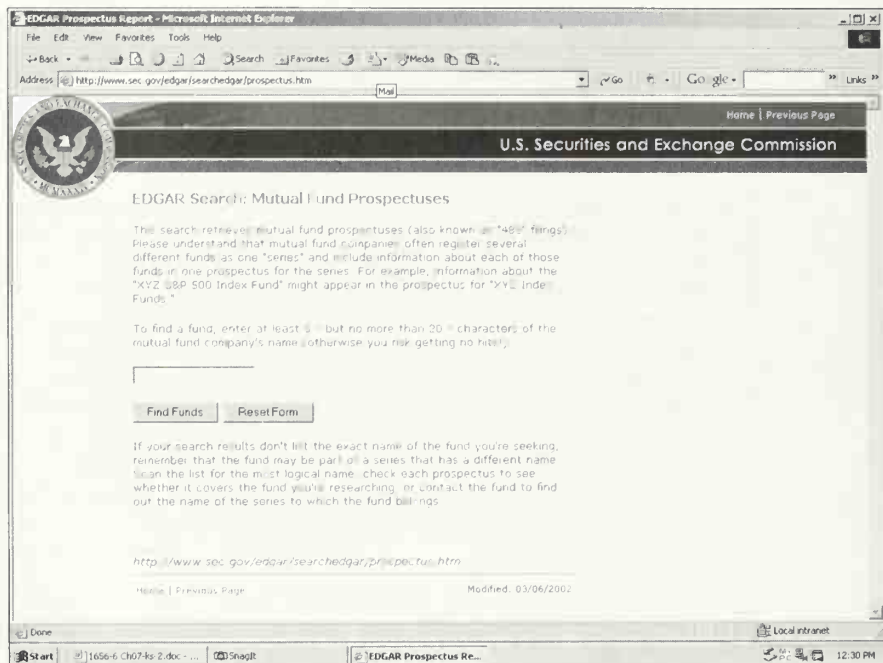 EDGAR Prospectus Report - Microsoft Internet Explorer
File Edit View Favorites Tools Help
Back Search Favorites Media
Address http://www.sec.gov/edgar/searchedgar/prospectus.htm Go Google Links
Mail
Home | Previous Page
U.S. Securities and Exchange Commission
EDGAR Search: Mutual Fund Prospectuses
The search retrieves mutual fund prospectuses (also known as "485" filings).
Please understand that mutual fund companies often register several
different funds as one "series" and include information about each of those
funds in one prospectus for the series. For example, information about the
"XYZ S&P 500 Index Fund" might appear in the prospectus for "XYZ Index
Funds."
To find a fund, enter at least but no more than 20 characters of the
mutual fund company's name (otherwise you risk getting no hits!)
Find Funds Reset Form
If your search results don't list the exact name of the fund you're seeking,
remember that the fund may be part of a series that has a different name
Scan the list for the most logical name, check each prospectus to see
whether it covers the fund you're researching, or contact the fund to find
out the name of the series to which the fund belongs
http://www.sec.gov/edgar/searchedgar/prospectus.htm
Home | Previous Page Modified: 03/06/2002
Done Local intranet
Start 1656-6 Ch07-ks-2.doc - ... SnagIt EDGAR Prospectus Re... 12:30 PM